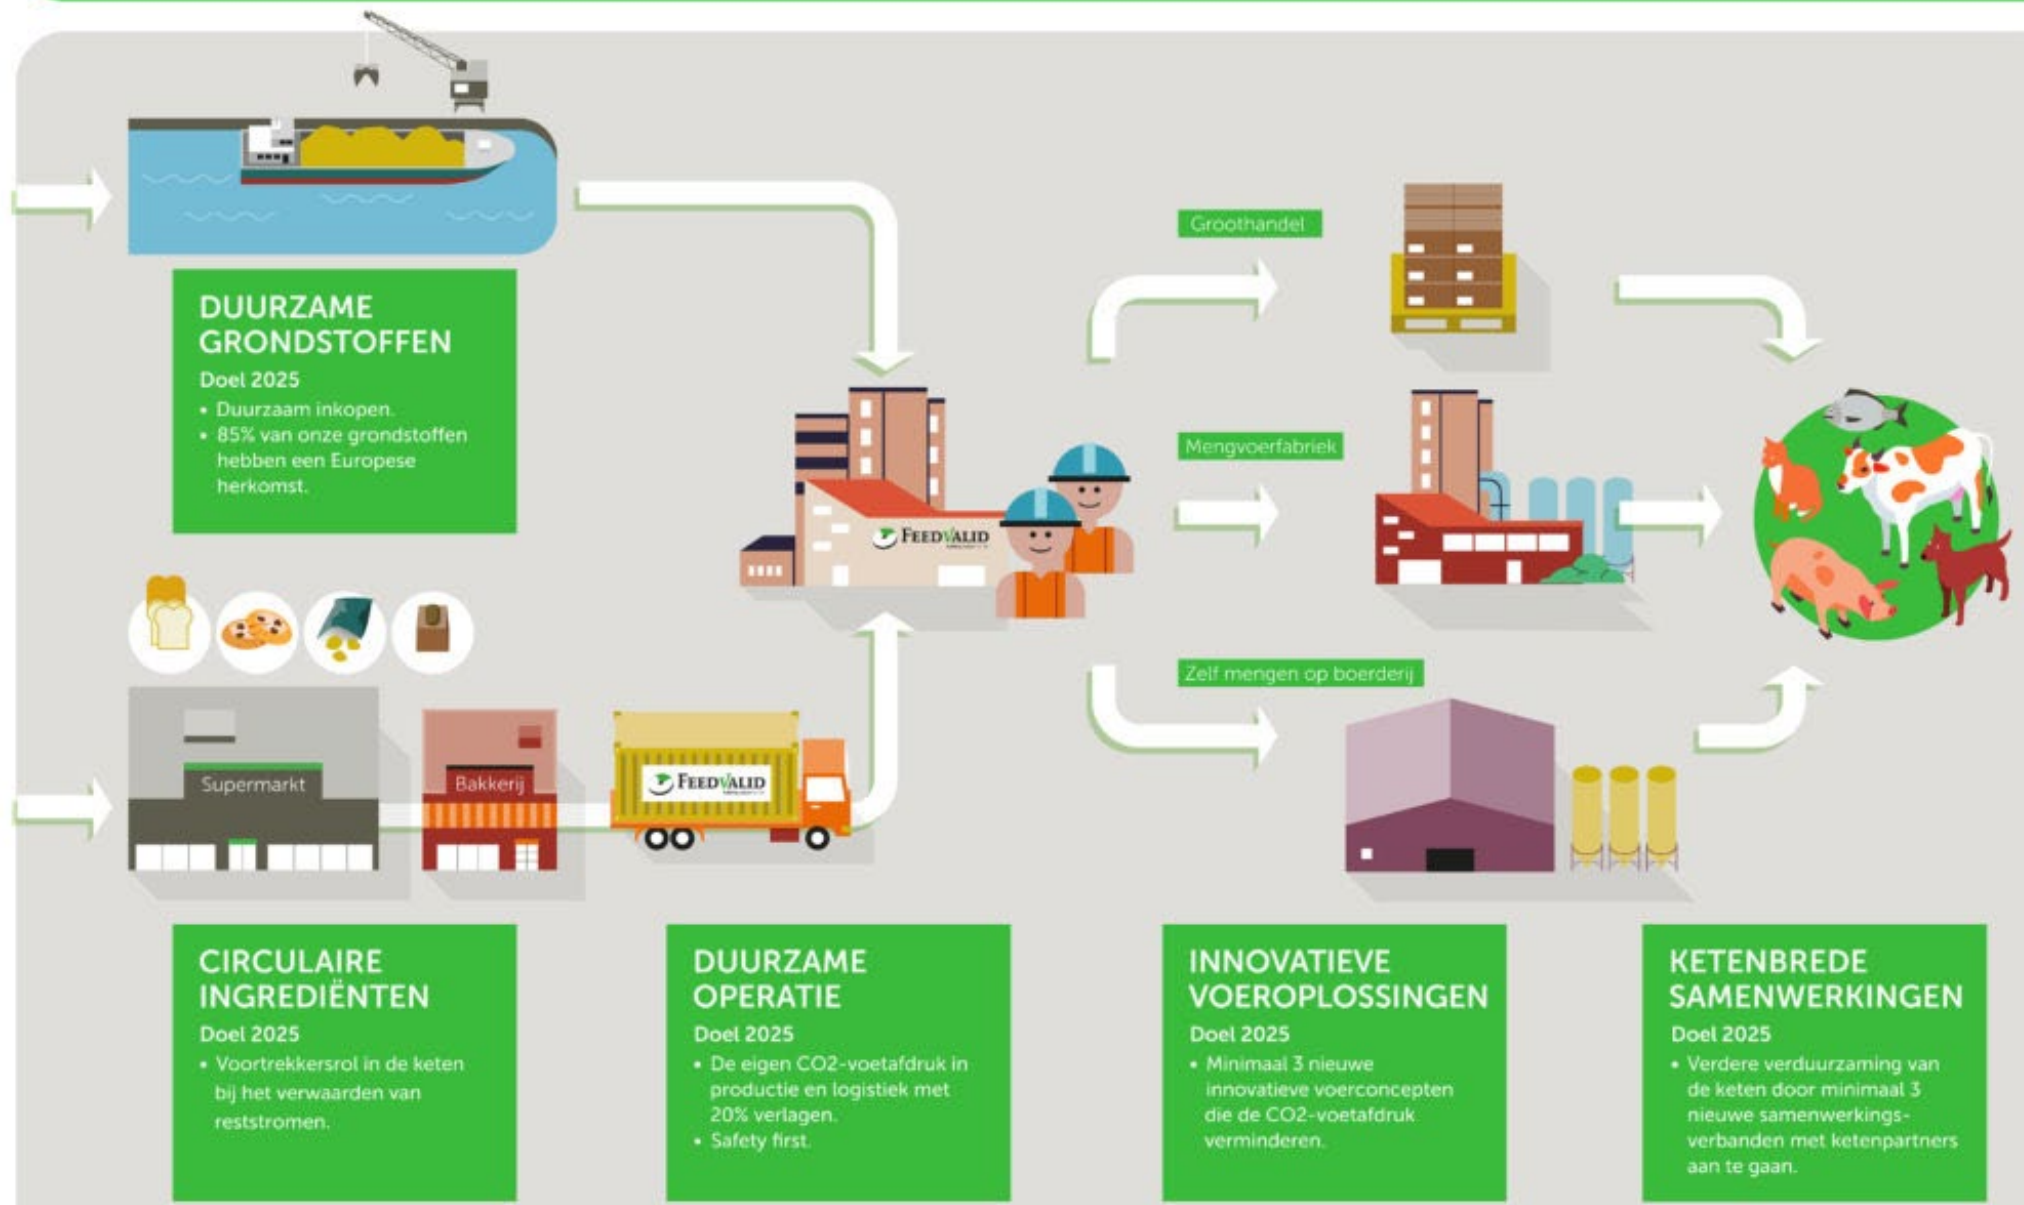 Groothandel
DUURZAME
GRONDSTOFFEN
Doel 2025
• Duurzaam inkopen.
• 85% van onze grondstoffen
hebben een Europese
herkomst.
Mengvoerfabriek
FEEDVALID
Zelf mengen op boerderij
Supermarkt
Bakkerij
FEEDVALID
CIRCULAIRE
INGREDIËNTEN
Doel 2025
• Voortrekkersrol in de keten
bij het verwaarden van
reststromen.
DUURZAME
OPERATIE
Doel 2025
• De eigen CO2-voetafdruk in
productie en logistiek met
20% verlagen.
• Safety first.
INNOVATIEVE
VOEROPLOSSINGEN
Doel 2025
• Minimaal 3 nieuwe
innovatieve voerconcepten
die de CO2-voetafdruk
verminderen.
KETENBREDE
SAMENWERKINGEN
Doel 2025
• Verdere verduurzaming van
de keten door minimaal 3
nieuwe samenwerkings-
verbanden met ketenpartners
aan te gaan.